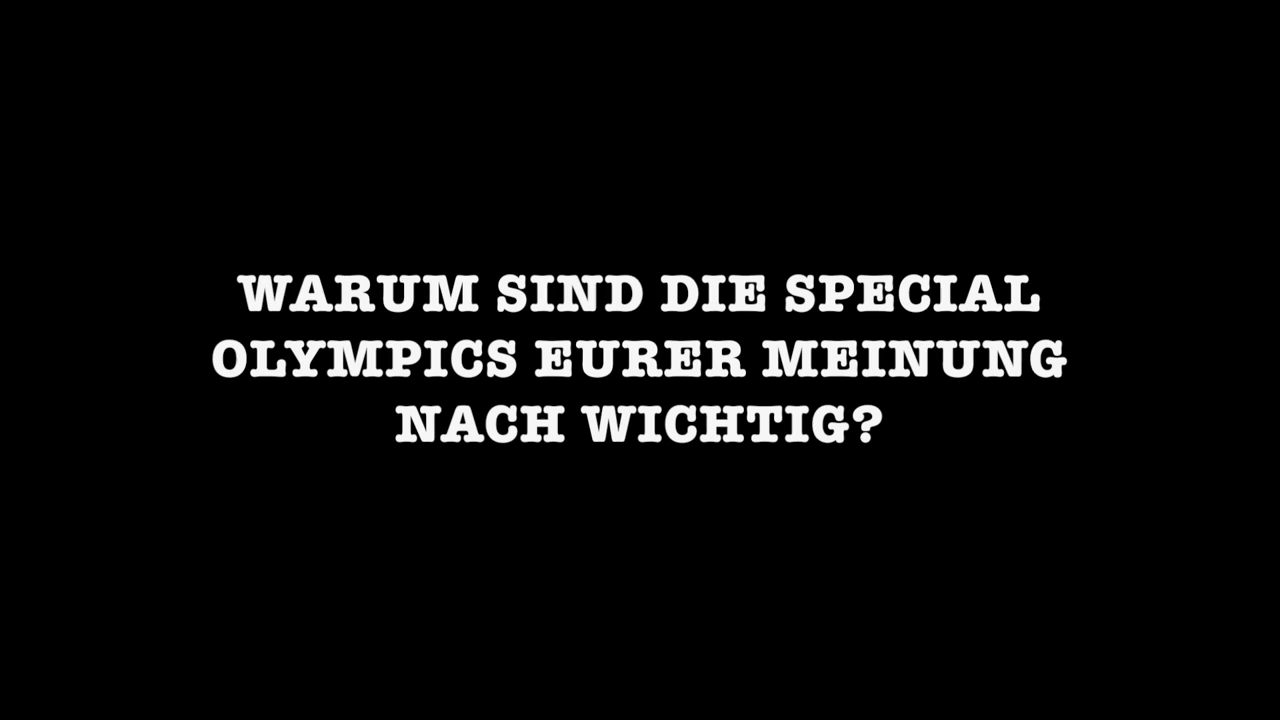 WARUM SIND DIE SPECIAL
OLYMPICS EURER MEINUNG
NACH WICHTIG?